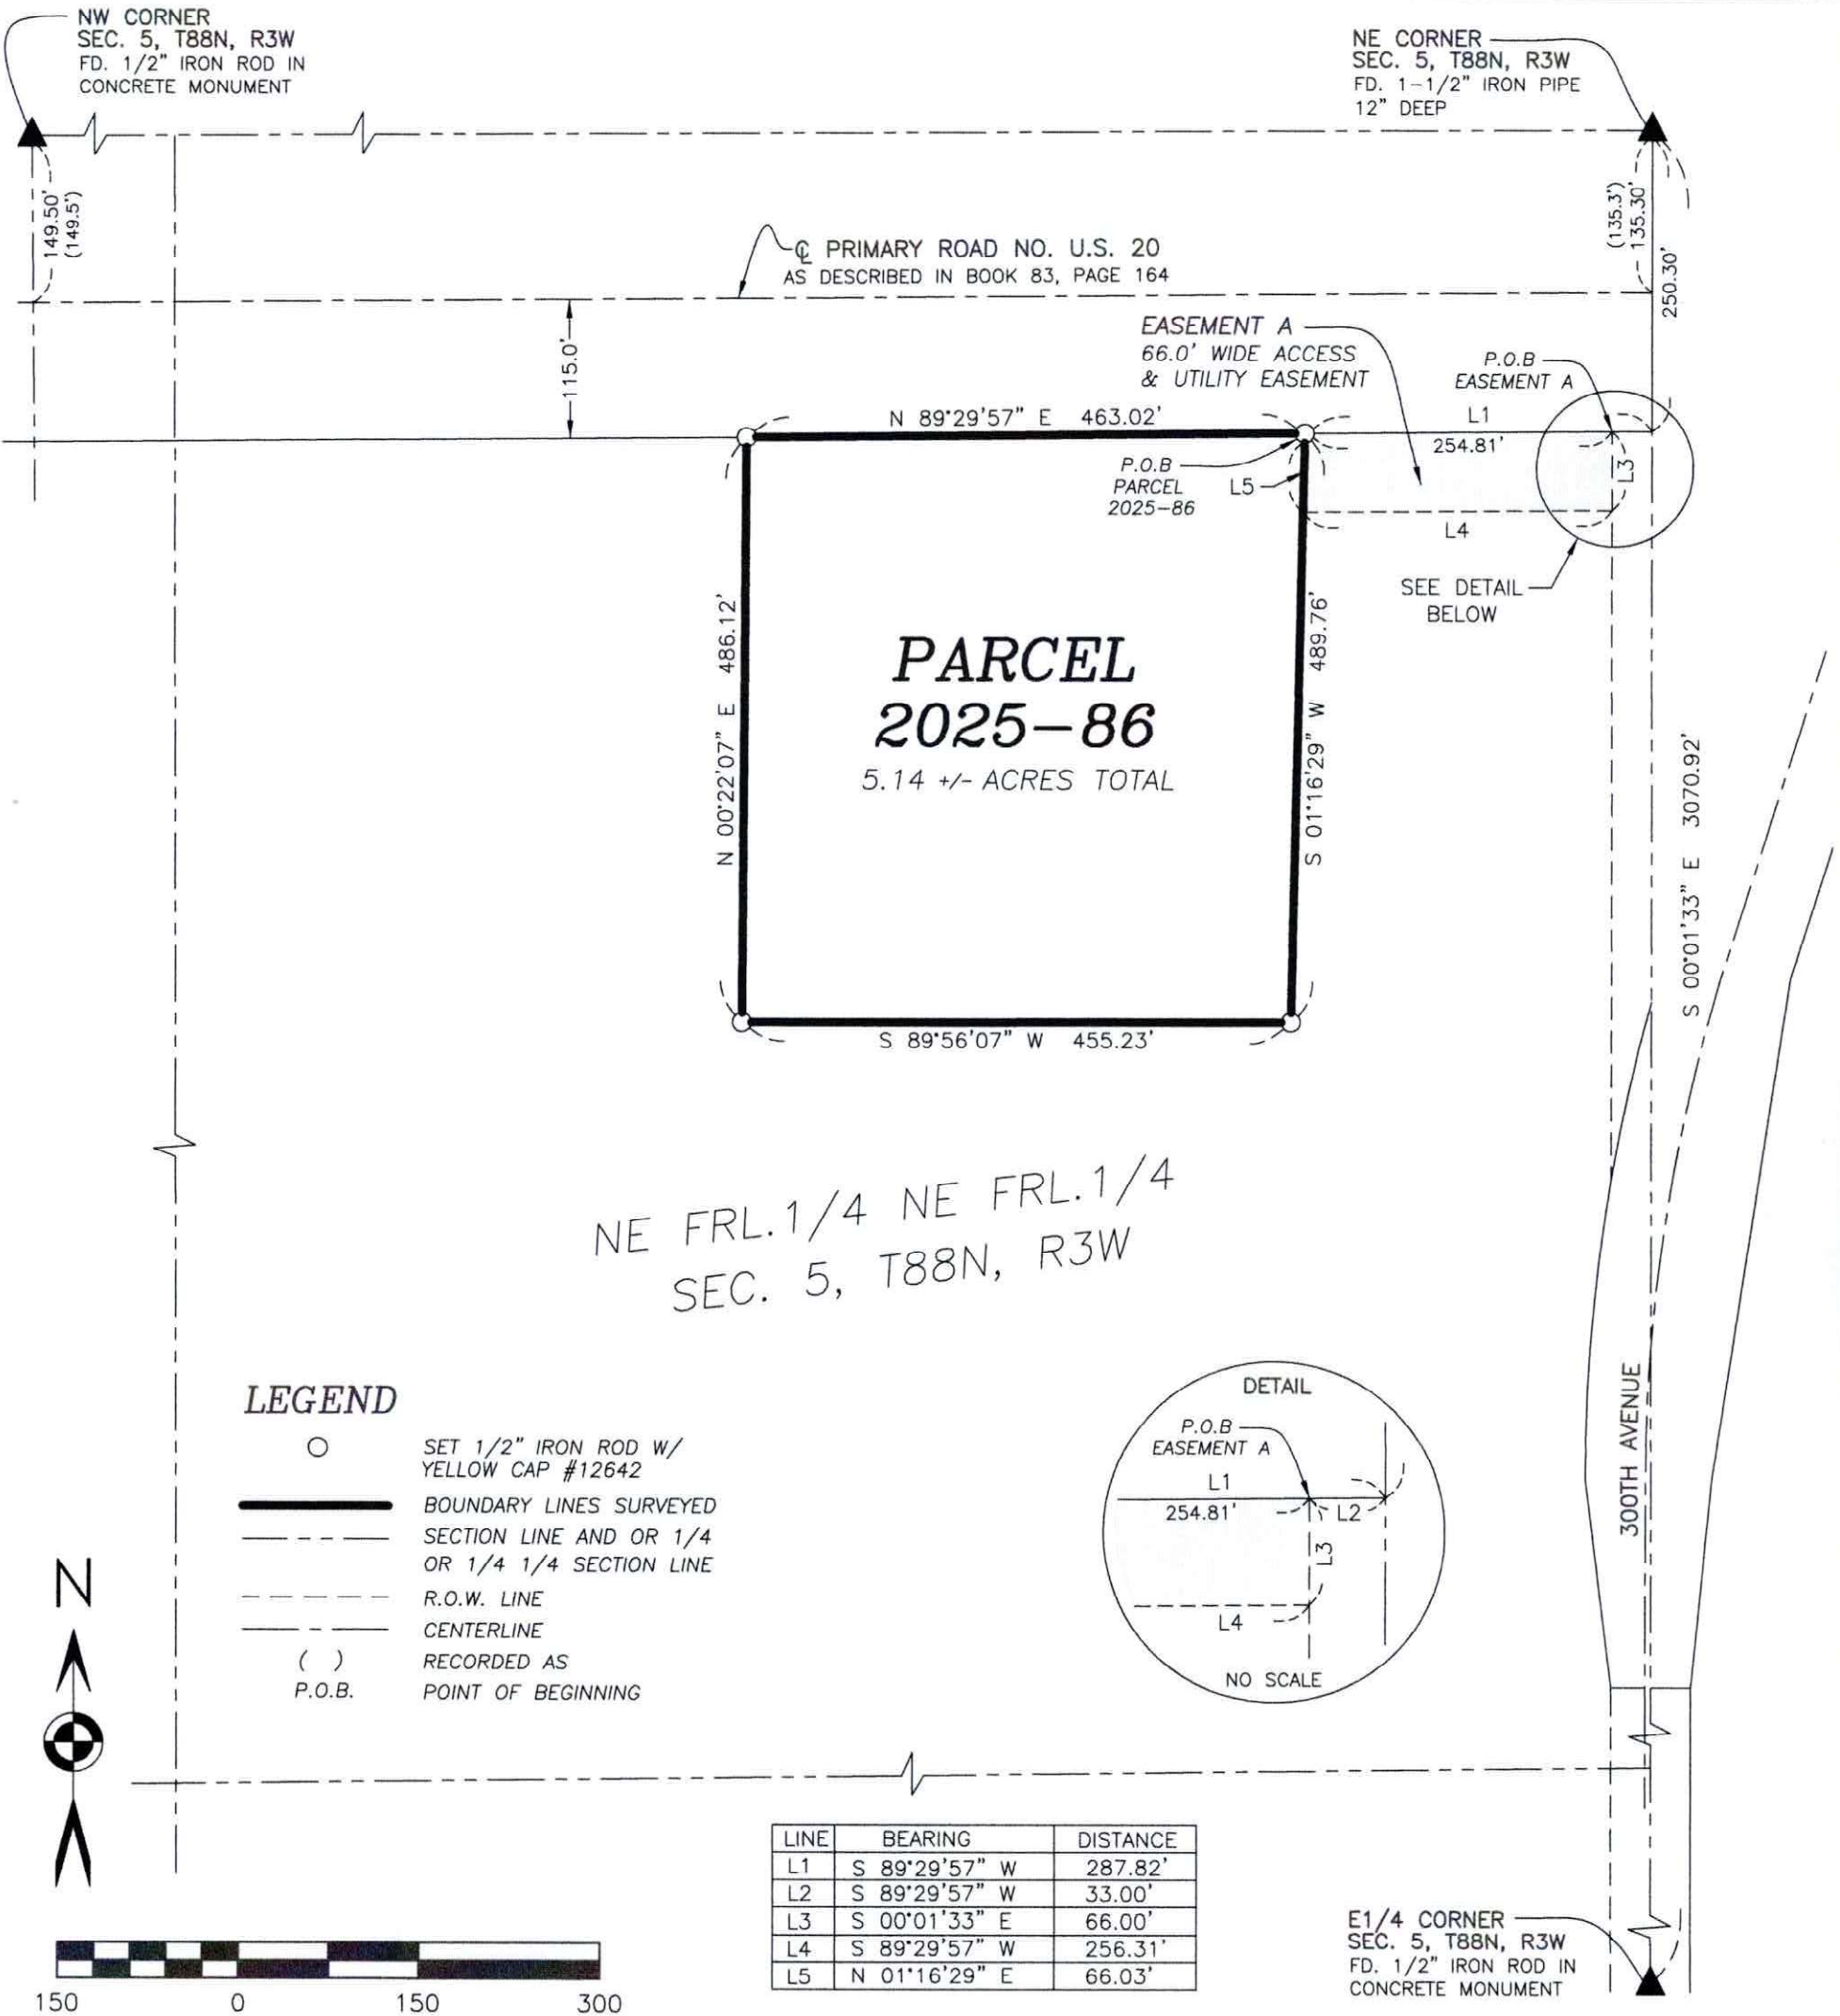 NW CORNER
SEC. 5, T88N, R3W
FD. 1/2" IRON ROD IN
CONCRETE MONUMENT
NE CORNER
SEC. 5, T88N, R3W
FD. 1-1/2" IRON PIPE
12" DEEP
149.50'
(149.5')
(135.3')
135.30'
250.30'
℄ PRIMARY ROAD NO. U.S. 20
AS DESCRIBED IN BOOK 83, PAGE 164
115.0'
EASEMENT A
66.0' WIDE ACCESS
& UTILITY EASEMENT
P.O.B
EASEMENT A
L1
254.81'
L3
L4
N 89°29'57" E 463.02'
P.O.B
PARCEL
2025-86
L5
SEE DETAIL
BELOW
N 00°22'07" E 486.12'
PARCEL
2025-86
5.14 +/- ACRES TOTAL
S 01°16'29" W 489.76'
S 00°01'33" E 3070.92'
S 89°56'07" W 455.23'
NE FRL.1/4 NE FRL.1/4
SEC. 5, T88N, R3W
300TH AVENUE
LEGEND
SET 1/2" IRON ROD W/
YELLOW CAP #12642
BOUNDARY LINES SURVEYED
SECTION LINE AND OR 1/4
OR 1/4 1/4 SECTION LINE
R.O.W. LINE
CENTERLINE
( ) RECORDED AS
P.O.B. POINT OF BEGINNING
N
DETAIL
P.O.B
EASEMENT A
L1
254.81'
L2
L3
L4
NO SCALE
LINE BEARING DISTANCE
L1 S 89°29'57" W 287.82'
L2 S 89°29'57" W 33.00'
L3 S 00°01'33" E 66.00'
L4 S 89°29'57" W 256.31'
L5 N 01°16'29" E 66.03'
E1/4 CORNER
SEC. 5, T88N, R3W
FD. 1/2" IRON ROD IN
CONCRETE MONUMENT
150 0 150 300